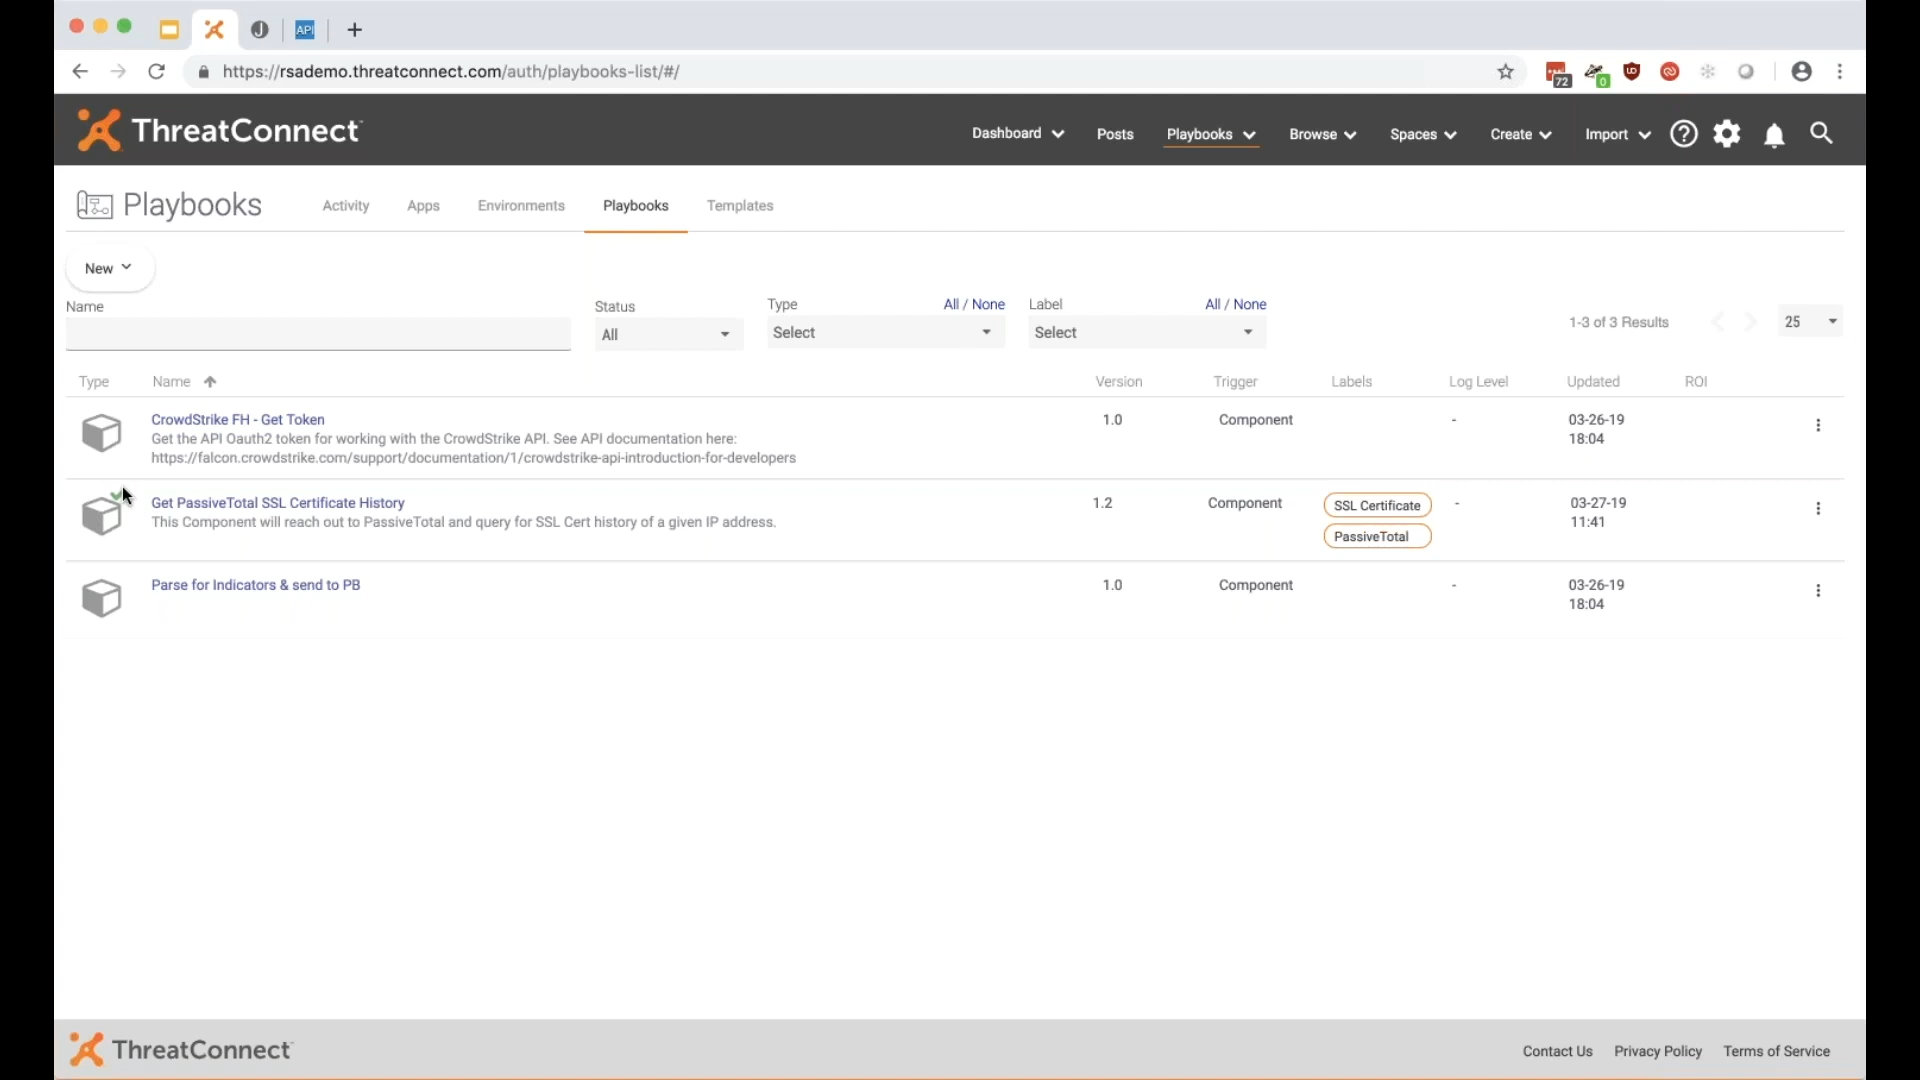 API
https://rsademo.threatconnect.com/auth/playbooks-list/#/
72
0
ThreatConnect
Dashboard
Posts
Playbooks
Browse
Spaces
Create
Import
Playbooks
Activity
Apps
Environments
Playbooks
Templates
New
Name
Status
Type
All / None
Label
All / None
All
Select
Select
1-3 of 3 Results
25
Type
Name
Version
Trigger
Labels
Log Level
Updated
ROI
CrowdStrike FH - Get Token
Get the API Oauth2 token for working with the CrowdStrike API. See API documentation here:
https://falcon.crowdstrike.com/support/documentation/1/crowdstrike-api-introduction-for-developers
1.0
Component
-
03-26-19
18:04
Get PassiveTotal SSL Certificate History
This Component will reach out to PassiveTotal and query for SSL Cert history of a given IP address.
1.2
Component
SSL Certificate
PassiveTotal
-
03-27-19
11:41
Parse for Indicators & send to PB
1.0
Component
-
03-26-19
18:04
ThreatConnect
Contact Us
Privacy Policy
Terms of Service